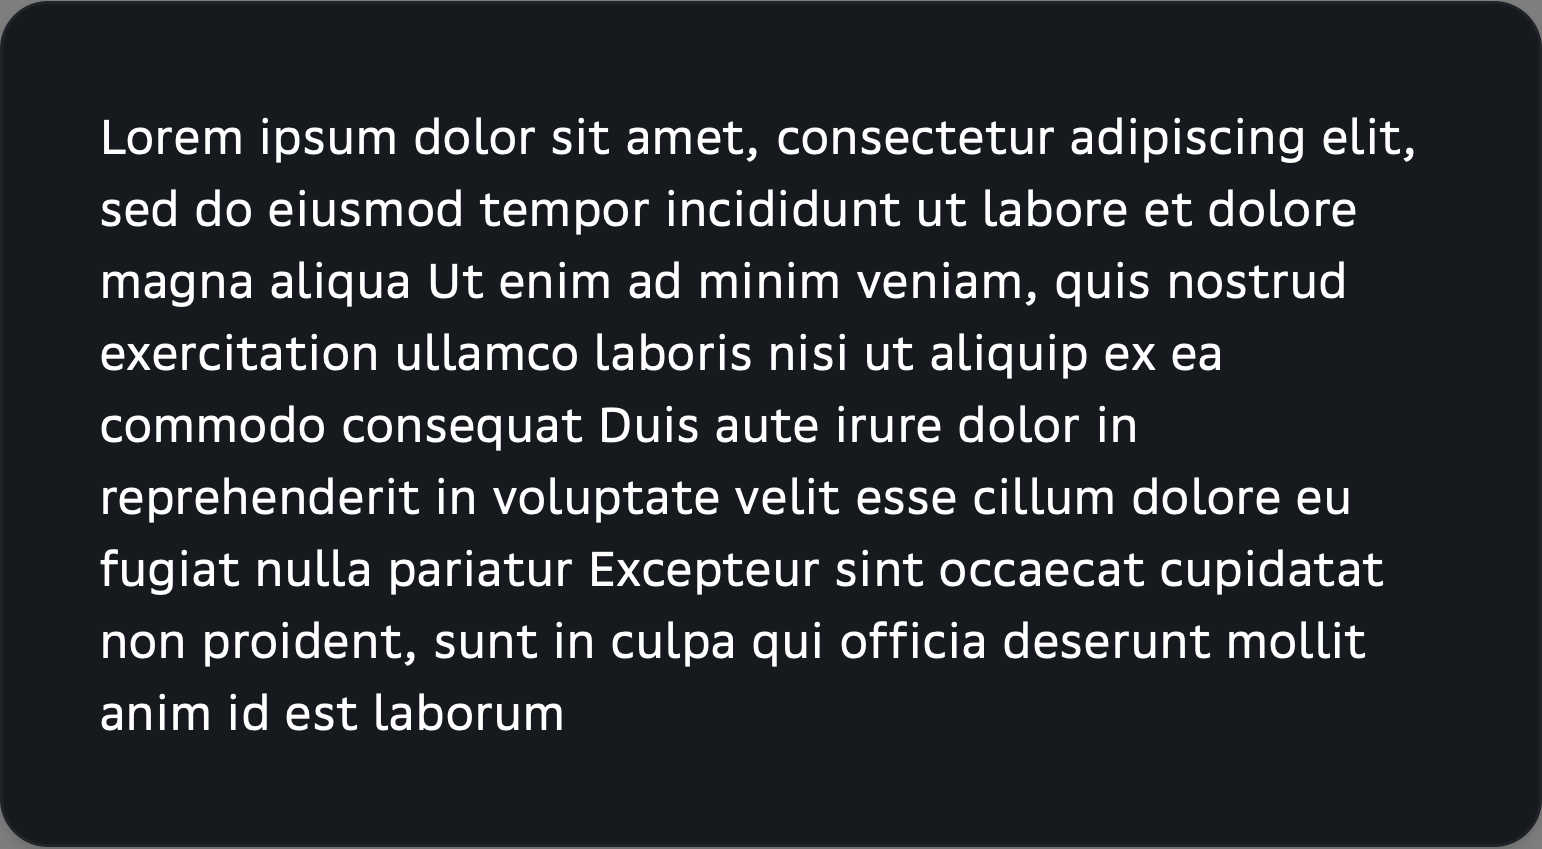 Lorem ipsum dolor sit amet, consectetur adipiscing elit,
sed do eiusmod tempor incididunt ut labore et dolore
magna aliqua Ut enim ad minim veniam, quis nostrud
exercitation ullamco laboris nisi ut aliquip ex ea
commodo consequat Duis aute irure dolor in
reprehenderit in voluptate velit esse cillum dolore eu
fugiat nulla pariatur Excepteur sint occaecat cupidatat
non proident, sunt in culpa qui officia deserunt mollit
anim id est laborum